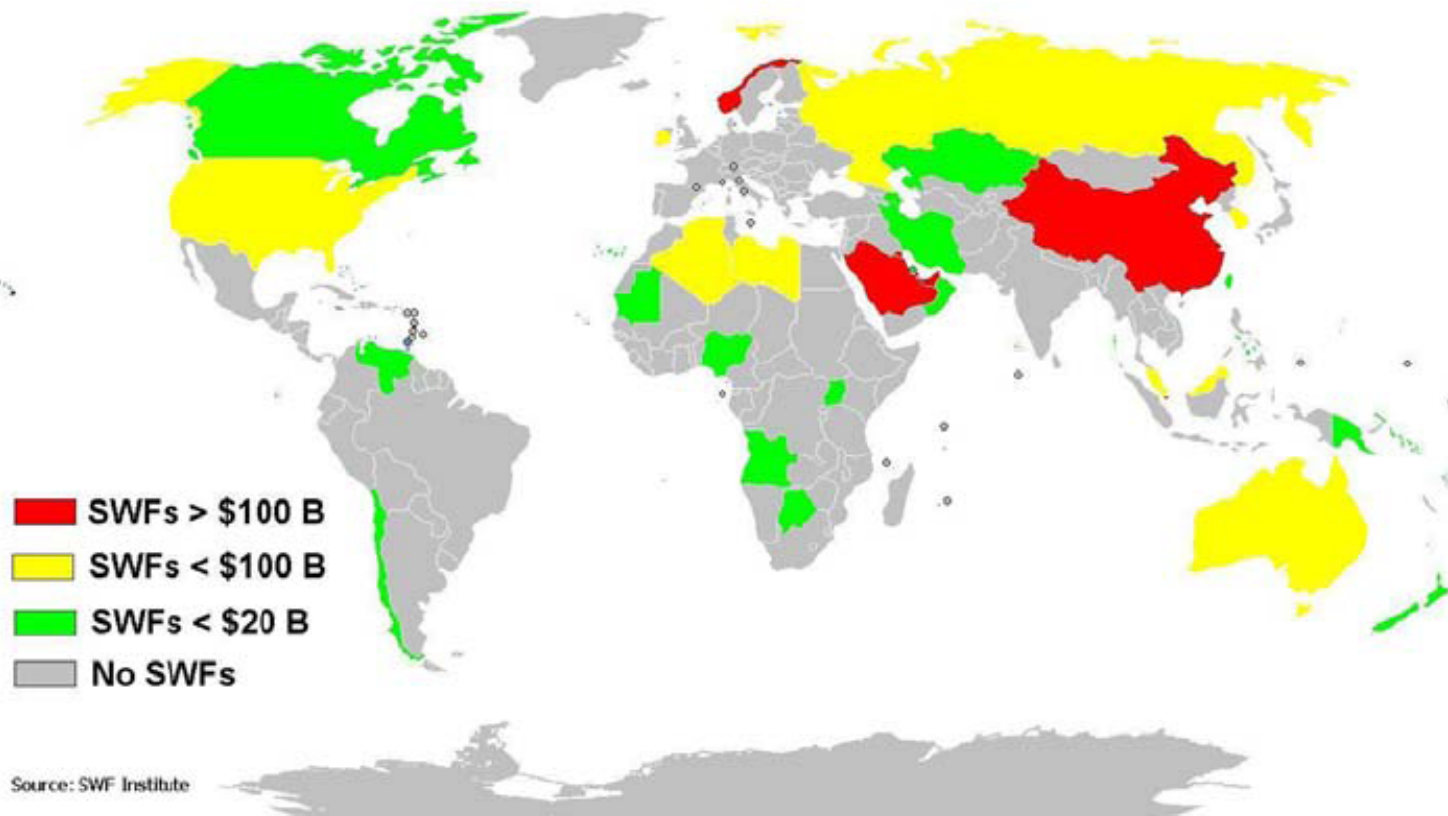 SWFs > $100 B
SWFs < $100 B
SWFs < $20 B
No SWFs
Source: SWF Institute